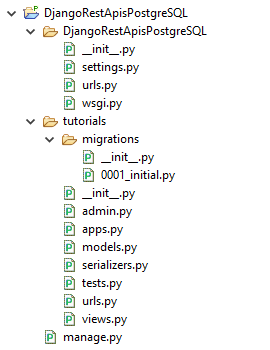 DjangoRestApisPostgreSQL
DjangoRestApisPostgreSQL
__init__.py
settings.py
urls.py
wsgi.py
tutorials
migrations
__init__.py
0001_initial.py
__init__.py
admin.py
apps.py
models.py
serializers.py
tests.py
urls.py
views.py
manage.py